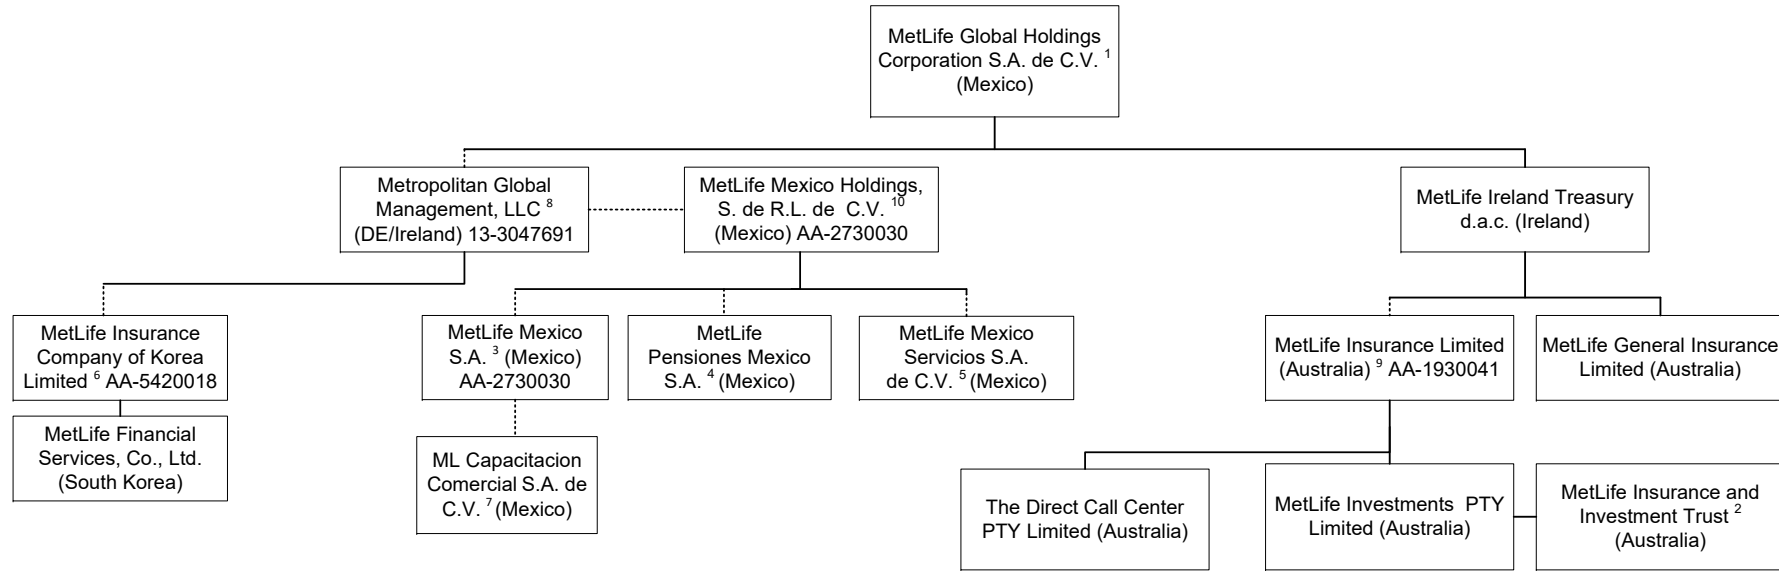 MetLife Global Holdings
Corporation S.A. de C.V. 1
(Mexico)
Metropolitan Global
Management, LLC 8
(DE/Ireland) 13-3047691
MetLife Mexico Holdings,
S. de R.L. de C.V. 10
(Mexico) AA-2730030
MetLife Ireland Treasury
d.a.c. (Ireland)
MetLife Insurance
Company of Korea
Limited 6 AA-5420018
MetLife Mexico
S.A. 3 (Mexico)
AA-2730030
MetLife
Pensiones Mexico
S.A. 4 (Mexico)
MetLife Mexico
Servicios S.A.
de C.V. 5 (Mexico)
MetLife Insurance Limited
(Australia) 9 AA-1930041
MetLife General Insurance
Limited (Australia)
MetLife Financial
Services, Co., Ltd.
(South Korea)
ML Capacitacion
Comercial S.A. de
C.V. 7 (Mexico)
The Direct Call Center
PTY Limited (Australia)
MetLife Investments PTY
Limited (Australia)
MetLife Insurance and
Investment Trust 2
(Australia)